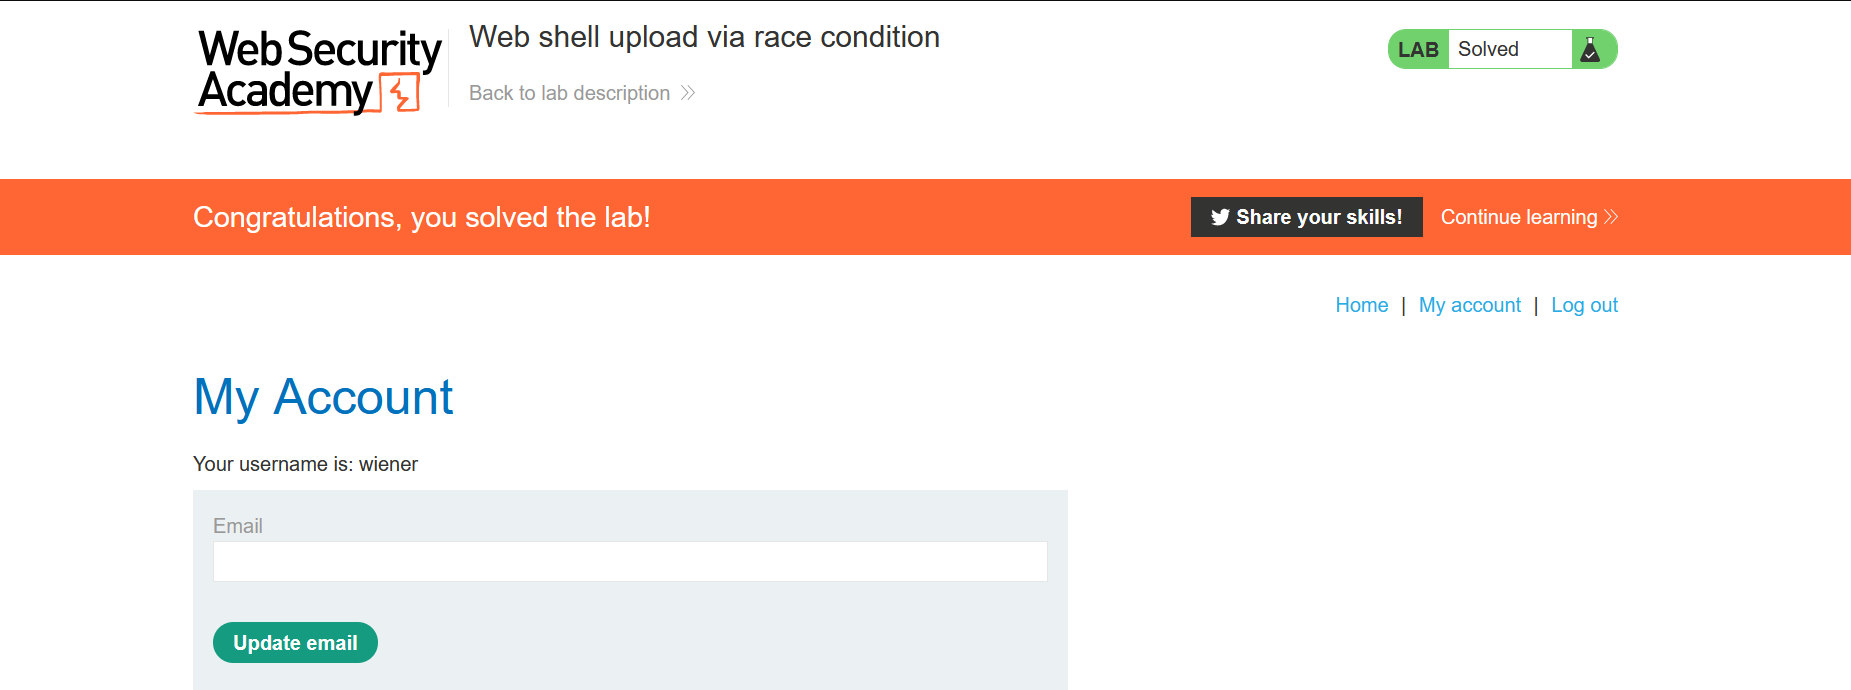 Web Security
Academy
Web shell upload via race condition
Back to lab description
LAB Solved
Congratulations, you solved the lab!
Share your skills!
Continue learning
Home | My account | Log out
My Account
Your username is: wiener
Email
Update email